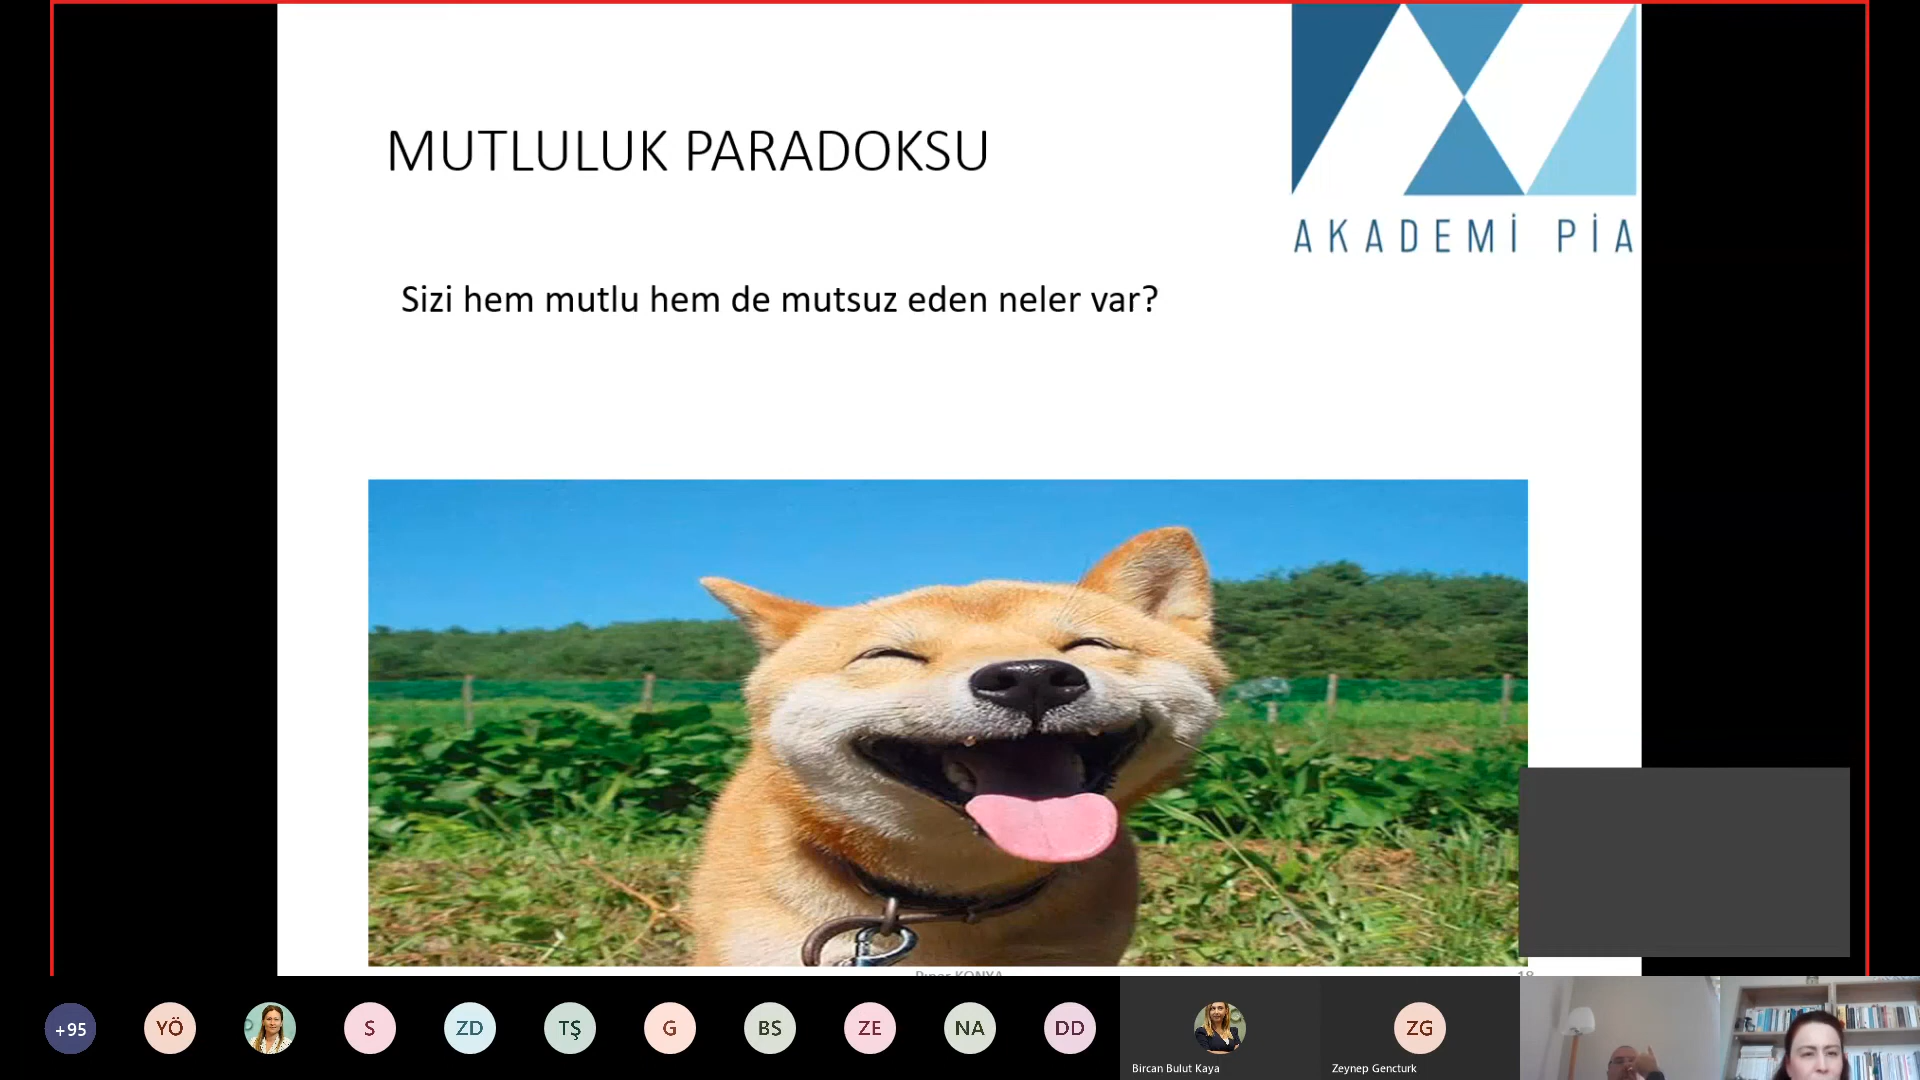 MUTLULUK PARADOKSU
AKADEMİ PİA
Sizi hem mutlu hem de mutsuz eden neler var?
Pınar KONYA
18
+95
YÖ
S
ZD
TŞ
G
BS
ZE
NA
DD
Bircan Bulut Kaya
ZG
Zeynep Gencturk